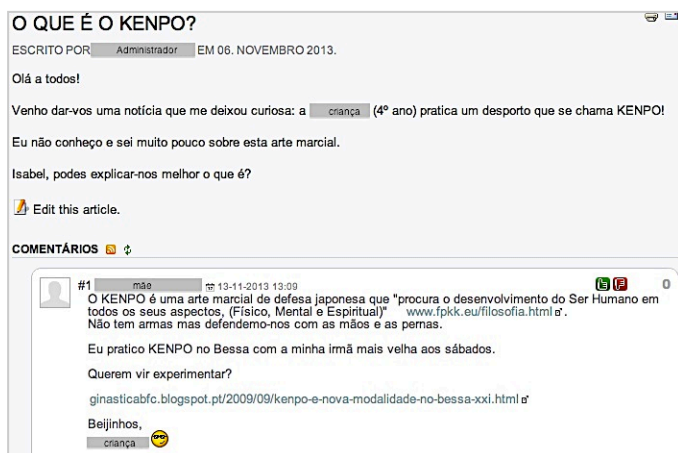 O QUE É O KENPO?
ESCRITO POR Administrador EM 06. NOVEMBRO 2013.
Olá a todos!
Venho dar-vos uma notícia que me deixou curiosa: a criança (4º ano) pratica um desporto que se chama KENPO!
Eu não conheço e sei muito pouco sobre esta arte marcial.
Isabel, podes explicar-nos melhor o que é?
Edit this article.
COMENTÁRIOS
#1 mãe 13-11-2013 13:09 0
O KENPO é uma arte marcial de defesa japonesa que "procura o desenvolvimento do Ser Humano em
todos os seus aspectos, (Físico, Mental e Espiritual)" www.fpkk.eu/filosofia.html.
Não tem armas mas defendemo-nos com as mãos e as pernas.
Eu pratico KENPO no Bessa com a minha irmã mais velha aos sábados.
Querem vir experimentar?
ginasticabfc.blogspot.pt/2009/09/kenpo-e-nova-modalidade-no-bessa-xxi.html
Beijinhos,
criança